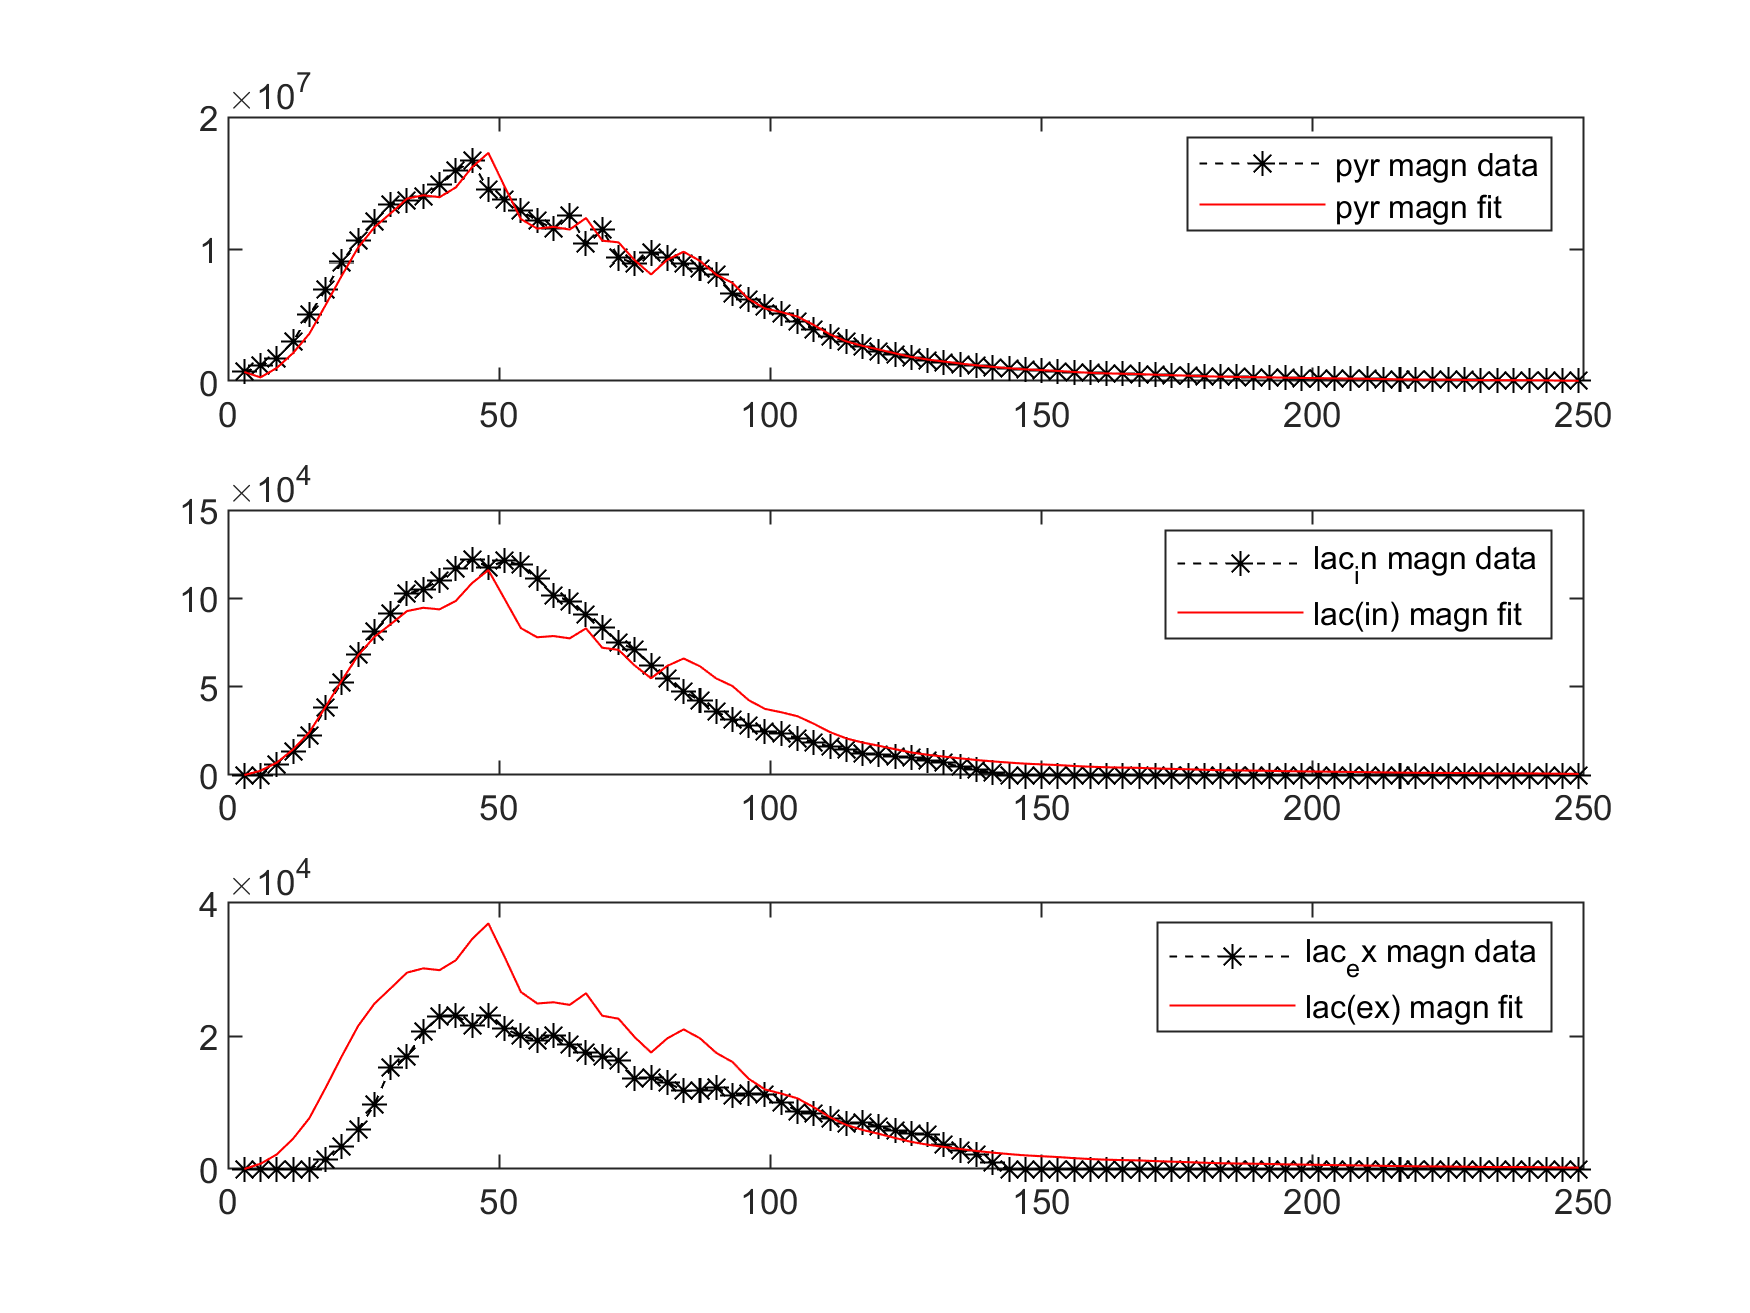 ×10^7
2
1
0
0 50 100 150 200 250
pyr magn data
pyr magn fit
×10^4
15
10
5
0
0 50 100 150 200 250
lac_in magn data
lac(in) magn fit
×10^4
4
2
0
0 50 100 150 200 250
lac_ex magn data
lac(ex) magn fit